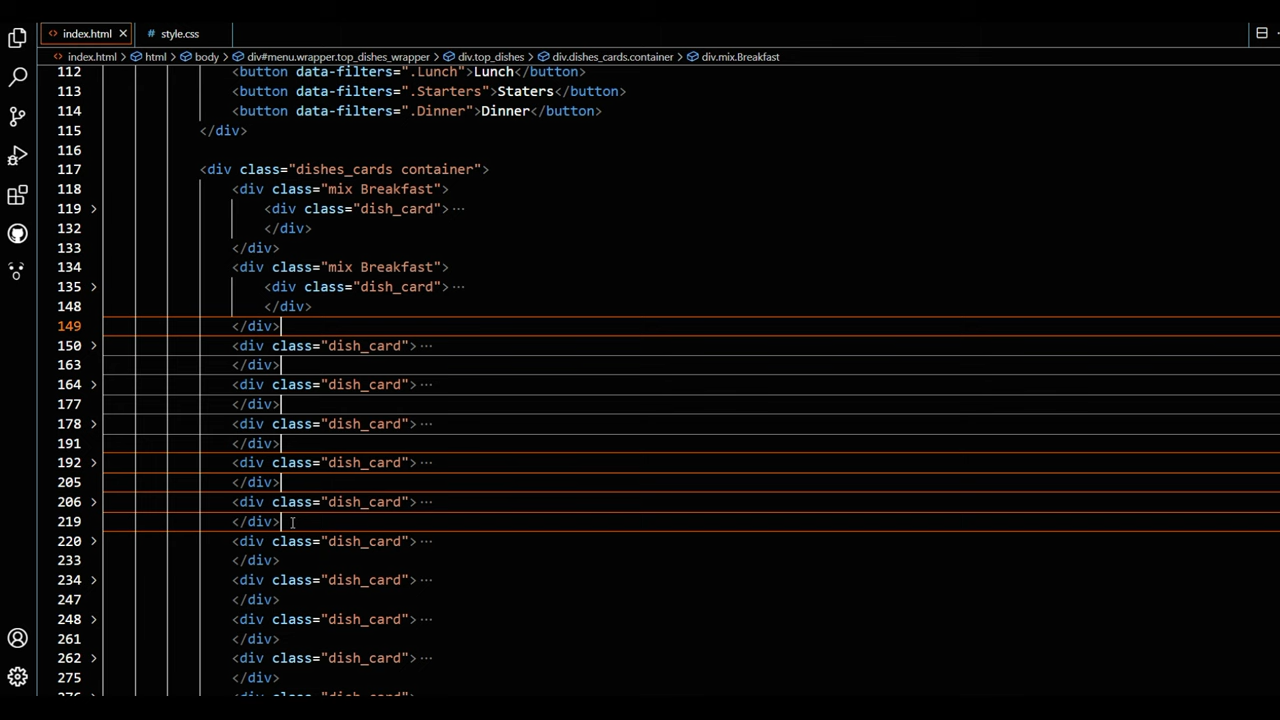 index.html style.css
index.html > html > body > div#menu.wrapper.top_dishes_wrapper > div.top_dishes > div.dishes_cards.container > div.mix.Breakfast
112 <button data-filters=".Lunch">Lunch</button>
113 <button data-filters=".Starters">Staters</button>
114 <button data-filters=".Dinner">Dinner</button>
115 </div>
116
117 <div class="dishes_cards container">
118 <div class="mix Breakfast">
119 <div class="dish_card">···
132 </div>
133 </div>
134 <div class="mix Breakfast">
135 <div class="dish_card">···
148 </div>
149 </div>
150 <div class="dish_card">···
163 </div>
164 <div class="dish_card">···
177 </div>
178 <div class="dish_card">···
191 </div>
192 <div class="dish_card">···
205 </div>
206 <div class="dish_card">···
219 </div>
220 <div class="dish_card">···
233 </div>
234 <div class="dish_card">···
247 </div>
248 <div class="dish_card">···
261 </div>
262 <div class="dish_card">···
275 </div>
276 <div class="dish_card">···